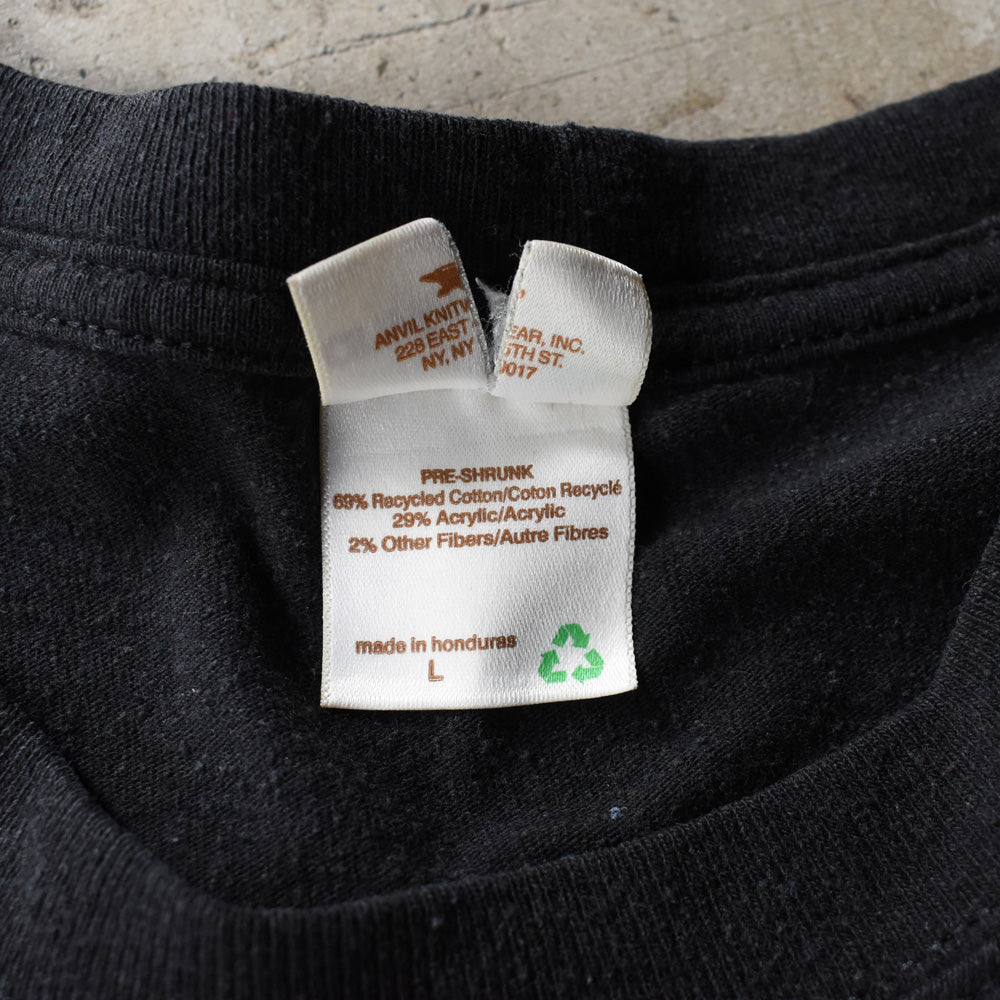 ANVIL KNITW EAR, INC.
228 EAST 5TH ST.
NY, NY 0017
PRE-SHRUNK
69% Recycled Cotton/Coton Recyclé
29% Acrylic/Acrylic
2% Other Fibers/Autre Fibres
made in honduras
L